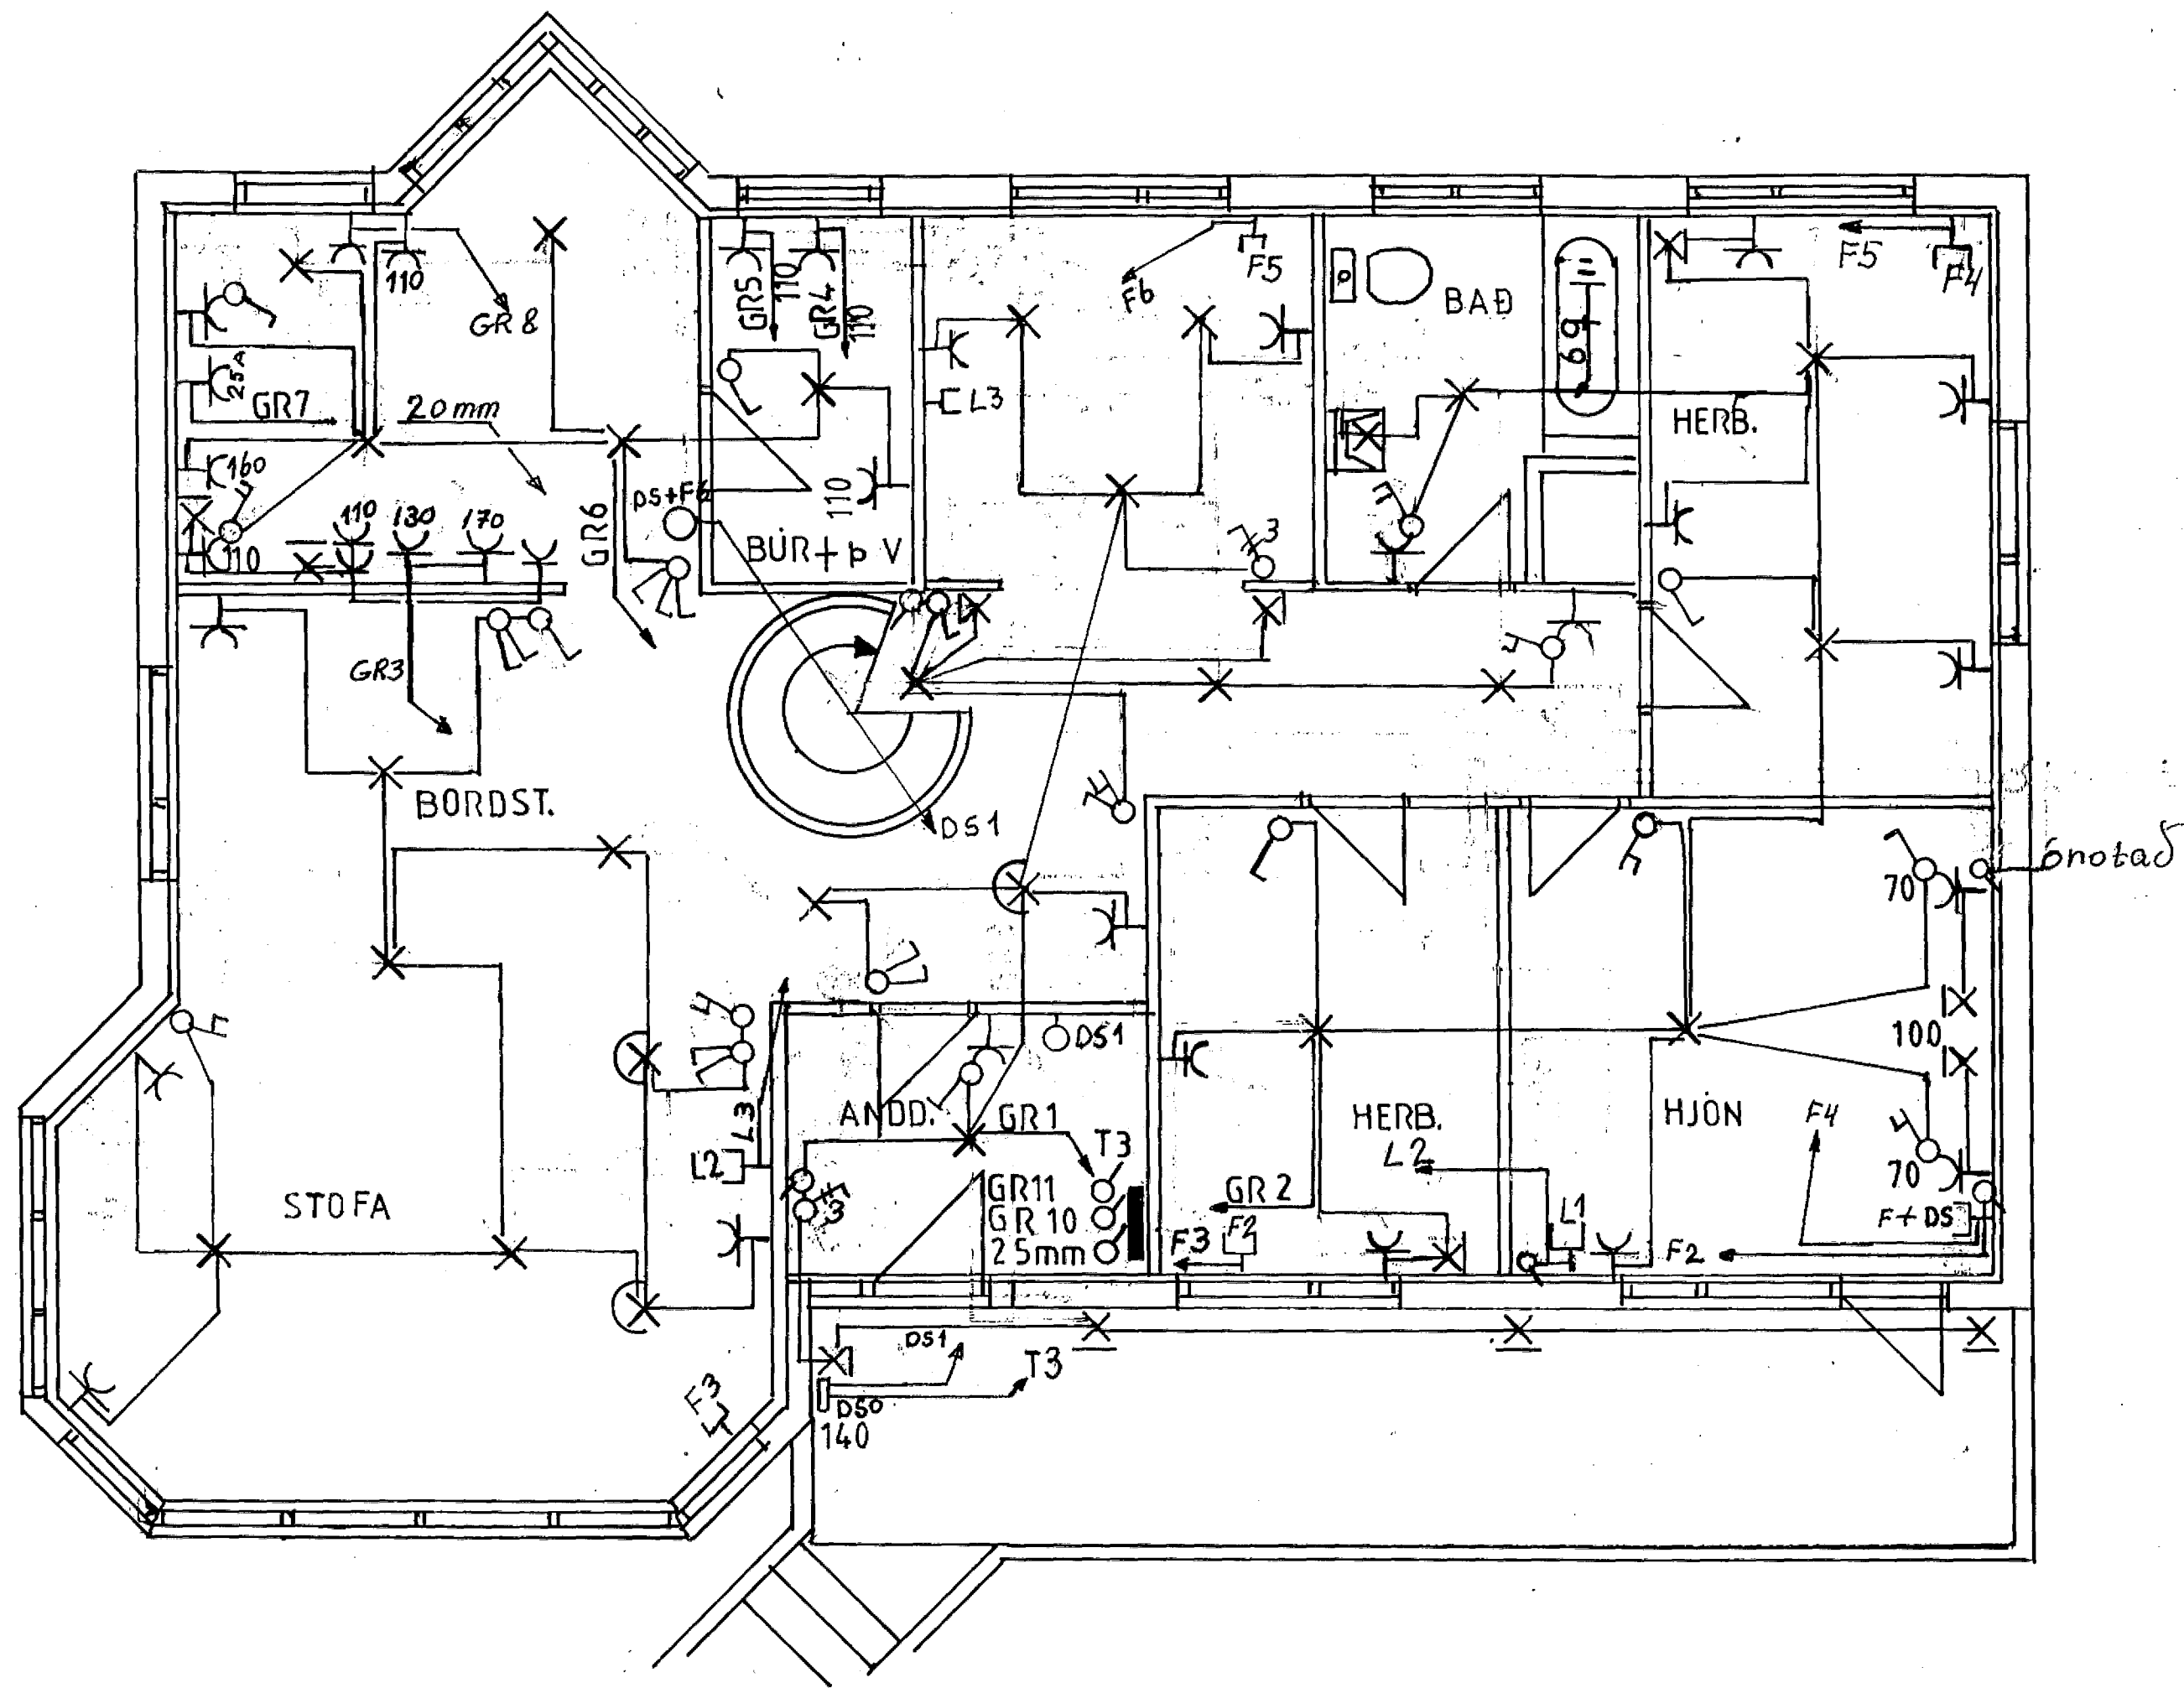 110
GR 8
25A
GR7
20mm
160
110
110
130
170
GR6
GR5
110
GR4
110
110
BÚR + Þ V
F6
F5
L3
BAÐ
69
3
HERB.
F5
F4
GR3
BORDST.
DS1
STOFA
L3
L2
F3
DS1
ANDD.
GR1
T3
GR11
GR 10
25mm
3
DS1
T3
DS0
140
HERB.
L2
GR 2
F3
F2
HJÓN
L1
F2
F4
70
ónotað
100
70
F+DS